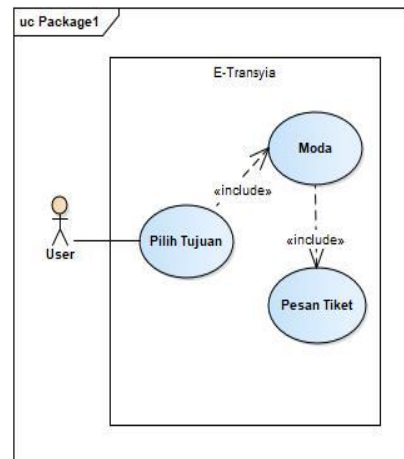 uc Package1
E-Transyia
Moda
«include»
Pilih Tujuan
User
«include»
Pesan Tiket